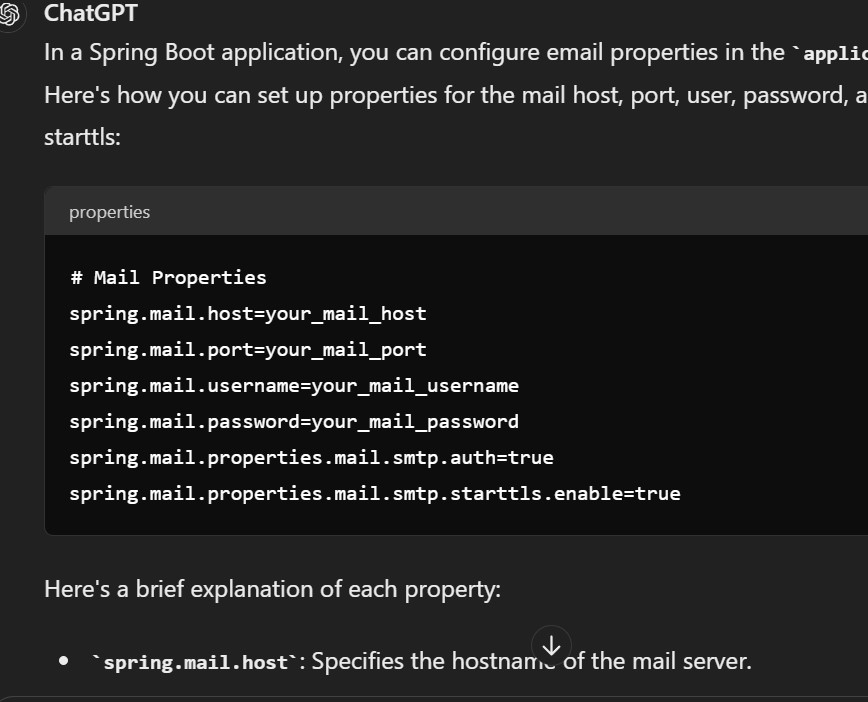 ChatGPT
In a Spring Boot application, you can configure email properties in the `applic
Here's how you can set up properties for the mail host, port, user, password, a
starttls:
properties
# Mail Properties
spring.mail.host=your_mail_host
spring.mail.port=your_mail_port
spring.mail.username=your_mail_username
spring.mail.password=your_mail_password
spring.mail.properties.mail.smtp.auth=true
spring.mail.properties.mail.smtp.starttls.enable=true
Here's a brief explanation of each property:
• `spring.mail.host`: Specifies the hostname of the mail server.